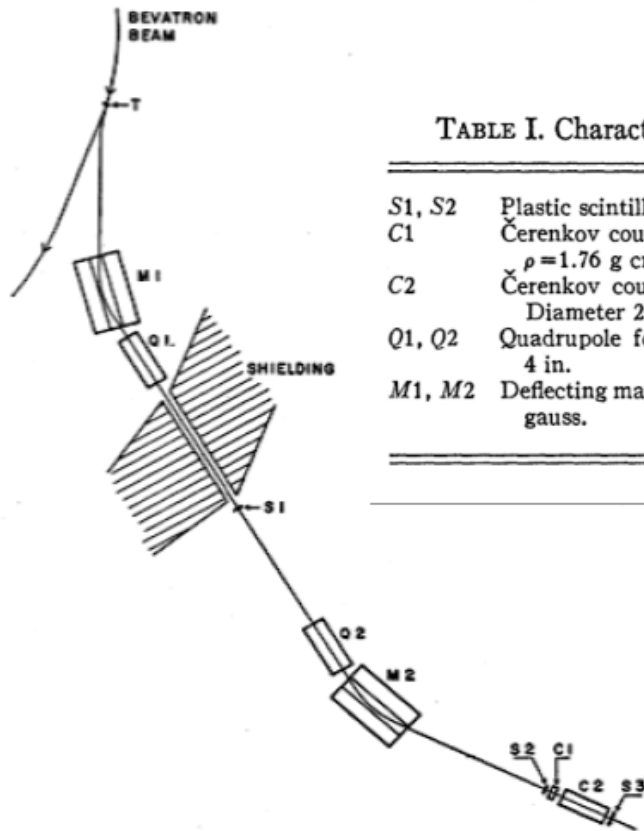 BEVATRON
BEAM
T
M1
Q1
SHIELDING
S1
Q2
M2
S2 C1
C2 S3
TABLE I. Charact
S1, S2 Plastic scintill
C1 Čerenkov cou
ρ=1.76 g c
C2 Čerenkov cou
Diameter 2
Q1, Q2 Quadrupole f
4 in.
M1, M2 Deflecting ma
gauss.